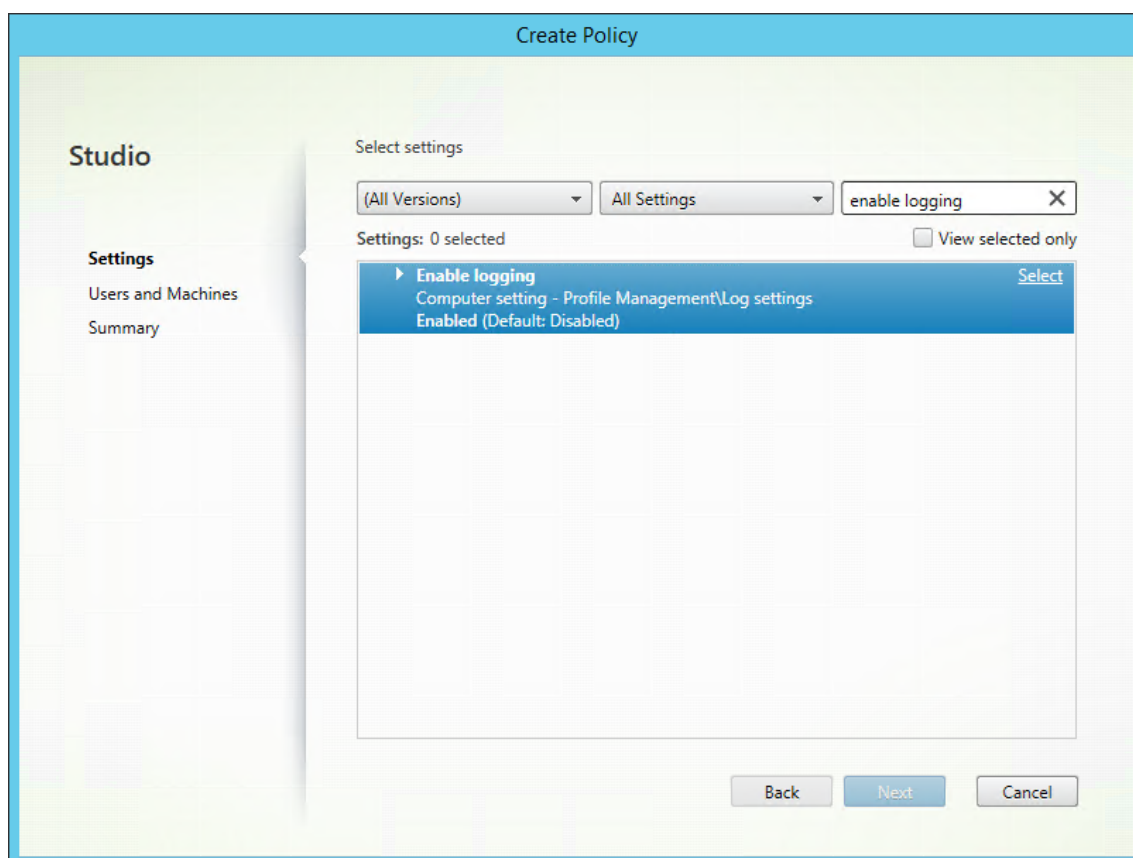 Create Policy
Studio
Settings
Users and Machines
Summary
Select settings
(All Versions)
All Settings
enable logging
Settings: 0 selected
View selected only
Enable logging
Select
Computer setting - Profile Management\Log settings
Enabled (Default: Disabled)
Back
Next
Cancel